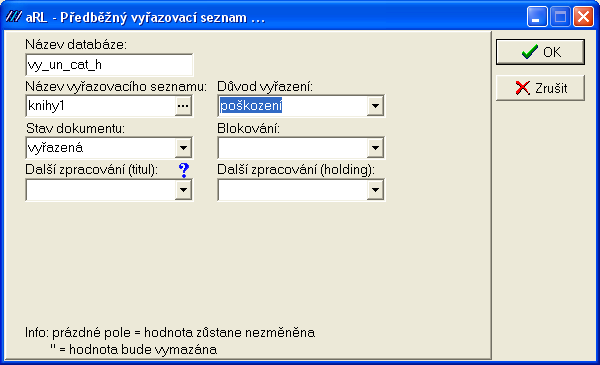 aRL - Předběžný vyřazovací seznam ...
Název databáze:
vy_un_cat_h
Název vyřazovacího seznamu: Důvod vyřazení:
knihy1 ... poškození
Stav dokumentu: Blokování:
vyřazená
Další zpracování (titul): ? Další zpracování (holding):
OK
Zrušit
Info: prázdné pole = hodnota zůstane nezměněna
" = hodnota bude vymazána